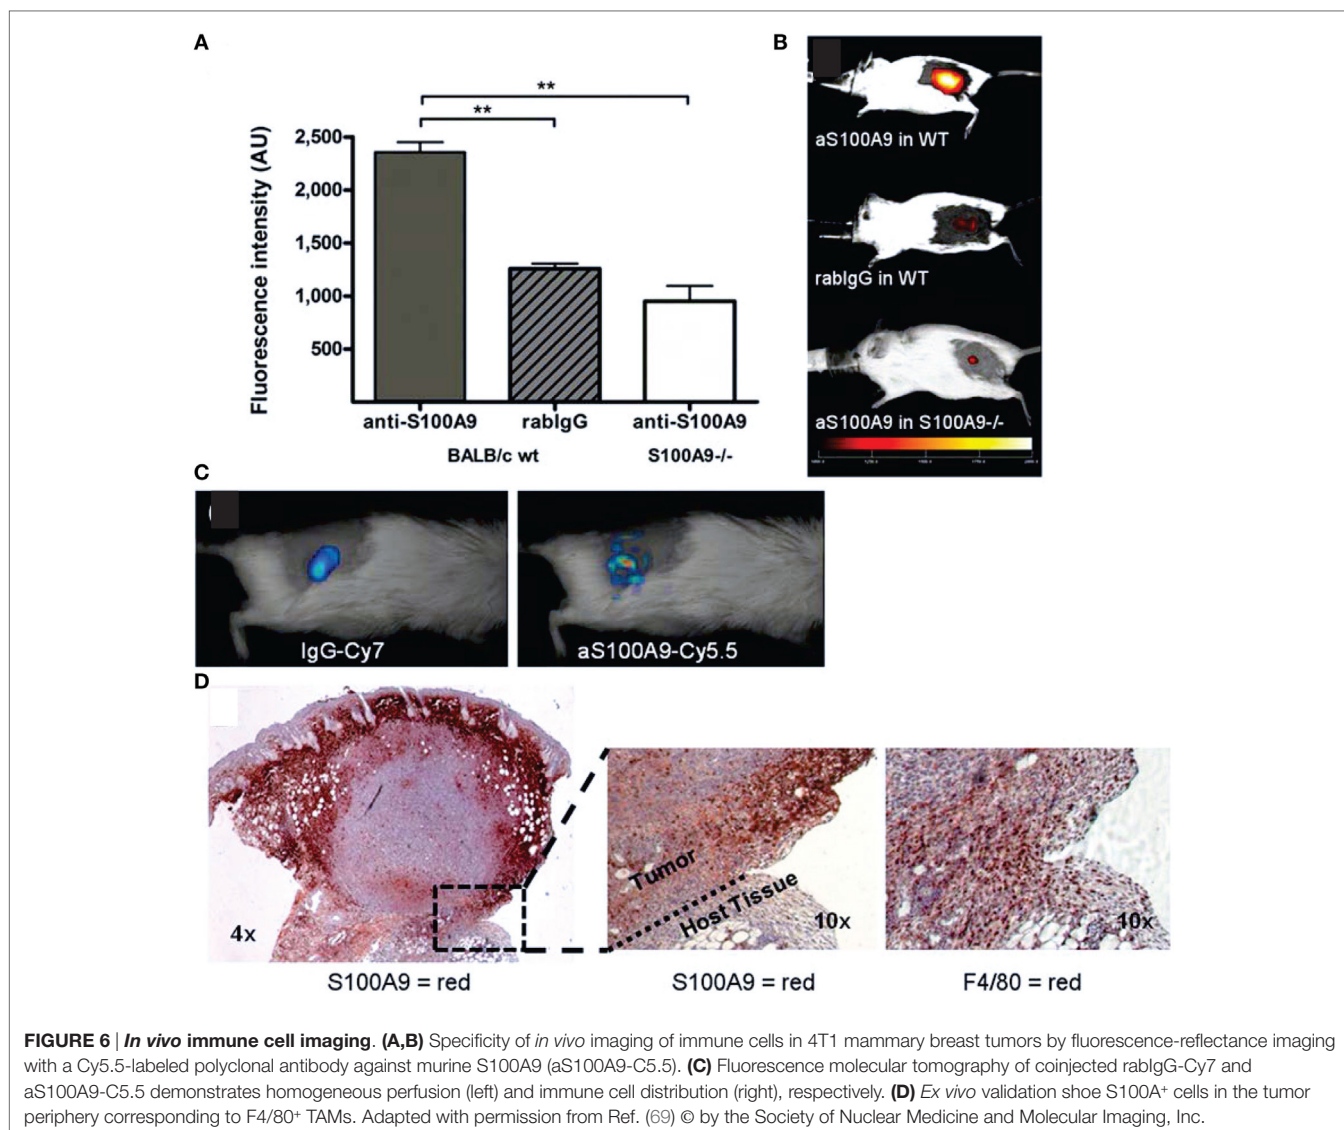 A
**
**
Fluorescence intensity (AU)
2,500
2,000
1,500
1,000
500
anti-S100A9
rabIgG
anti-S100A9
BALB/c wt
S100A9-/-
B
aS100A9 in WT
rabIgG in WT
aS100A9 in S100A9-/-
C
IgG-Cy7
aS100A9-Cy5.5
D
4x
Tumor
Host Tissue
10x
10x
S100A9 = red
S100A9 = red
F4/80 = red
FIGURE 6 | In vivo immune cell imaging. (A,B) Specificity of in vivo imaging of immune cells in 4T1 mammary breast tumors by fluorescence-reflectance imaging
with a Cy5.5-labeled polyclonal antibody against murine S100A9 (aS100A9-C5.5). (C) Fluorescence molecular tomography of coinjected rabIgG-Cy7 and
aS100A9-C5.5 demonstrates homogeneous perfusion (left) and immune cell distribution (right), respectively. (D) Ex vivo validation shoe S100A⁺ cells in the tumor
periphery corresponding to F4/80⁺ TAMs. Adapted with permission from Ref. (69) © by the Society of Nuclear Medicine and Molecular Imaging, Inc.